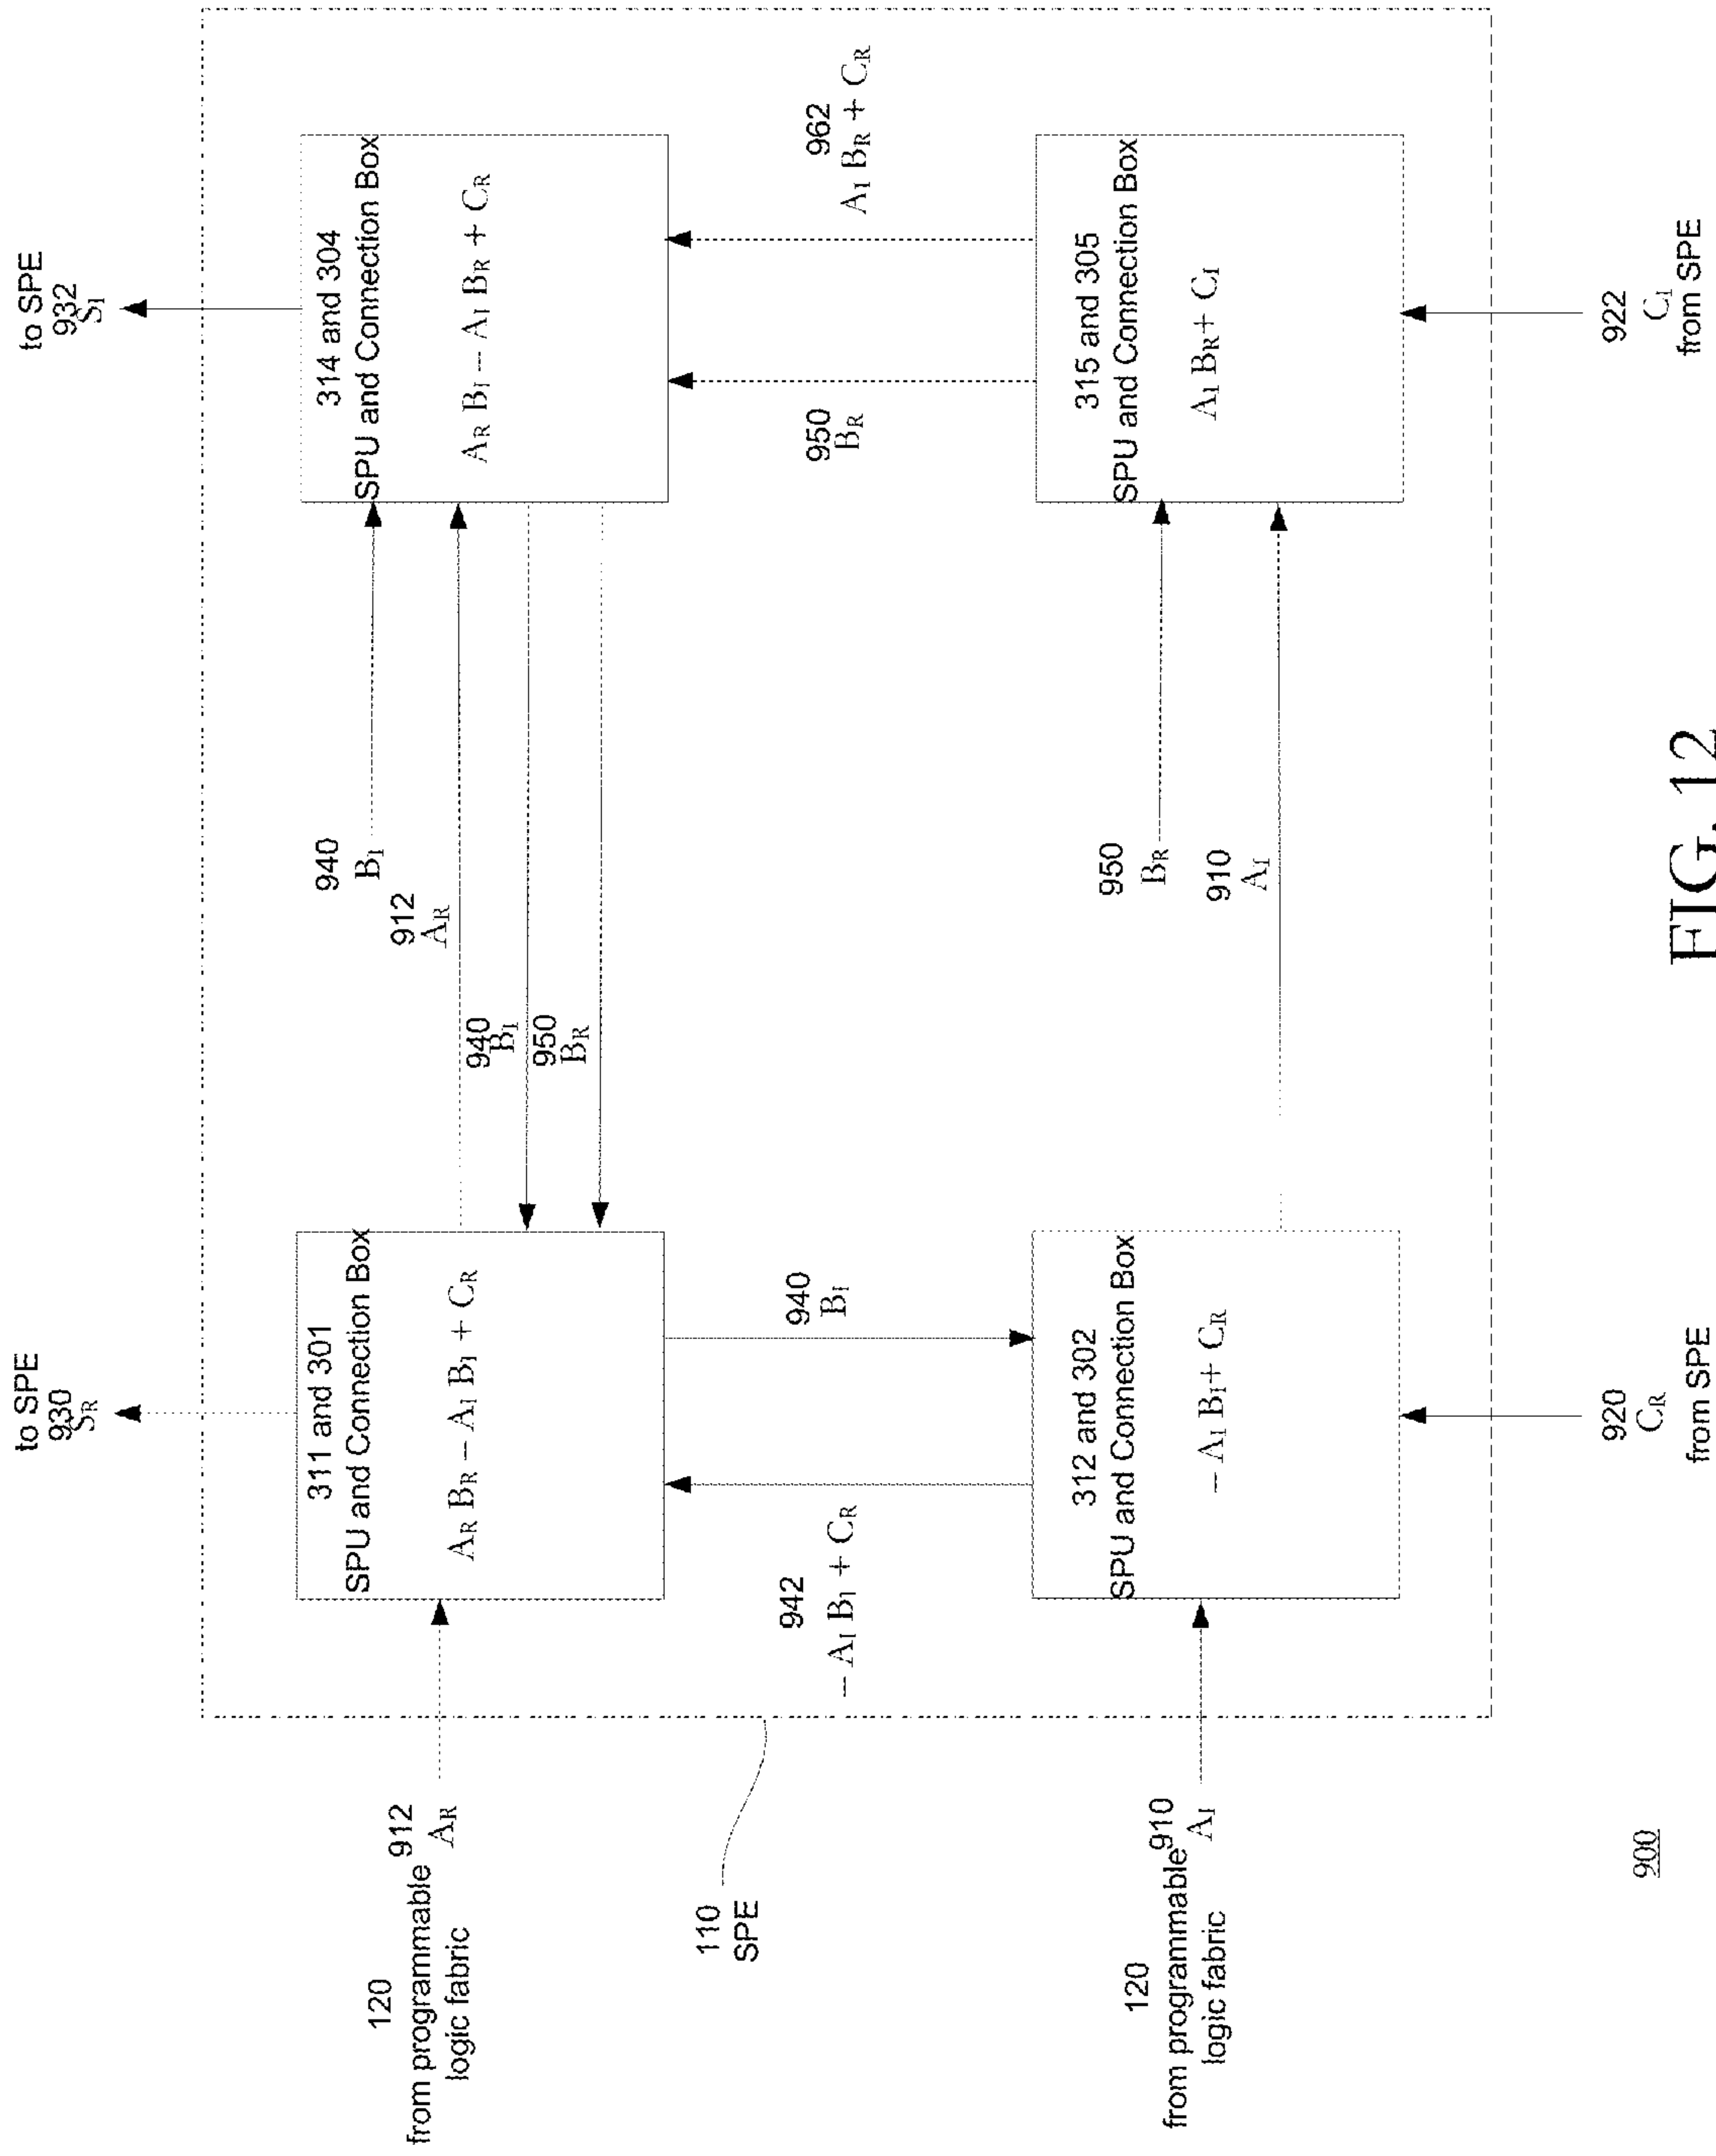 to SPE
930
S_R
to SPE
932
S_I
120
from programmable
logic fabric
912
A_R
311 and 301
SPU and Connection Box
A_R B_R – A_I B_I + C_R
940
B_I
912
A_R
940
B_I
950
B_R
314 and 304
SPU and Connection Box
A_R B_I – A_I B_R + C_R
110
SPE
942
– A_I B_I + C_R
940
B_I
950
B_R
962
A_I B_R + C_R
120
from programmable
logic fabric
910
A_I
312 and 302
SPU and Connection Box
– A_I B_I + C_R
950
B_R
910
A_I
315 and 305
SPU and Connection Box
A_I B_R + C_I
920
C_R
from SPE
922
C_I
from SPE
900
FIG. 12